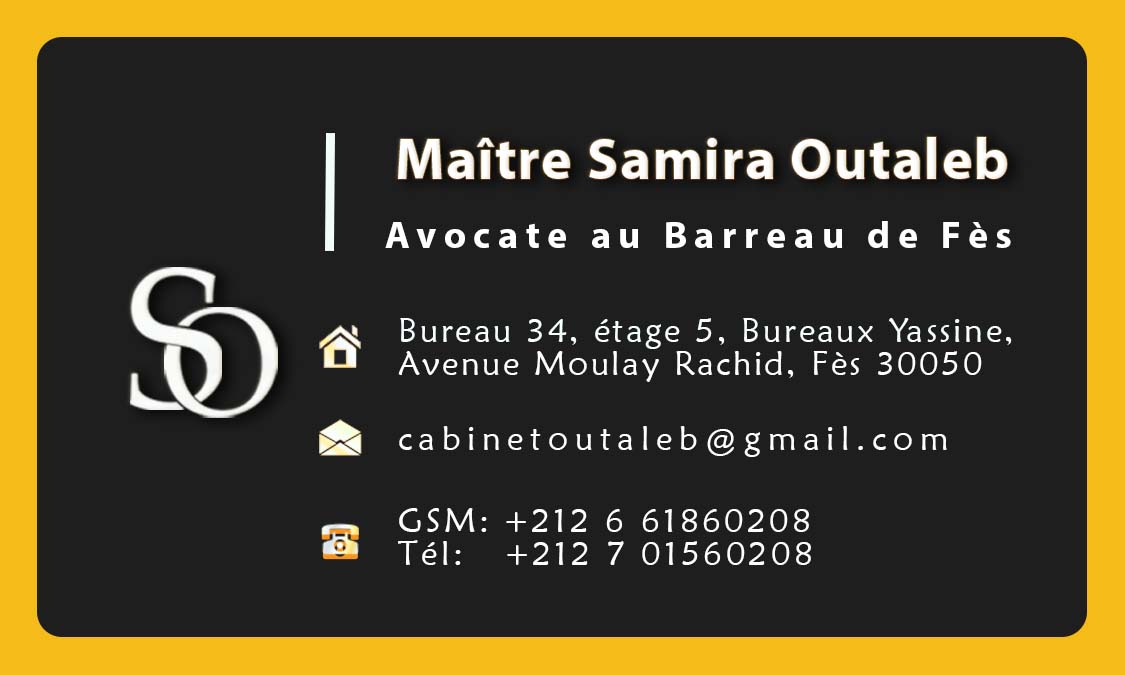 Maître Samira Outaleb
Avocate au Barreau de Fès
SO
Bureau 34, étage 5, Bureaux Yassine,
Avenue Moulay Rachid, Fès 30050
cabinetoutaleb@gmail.com
GSM: +212 6 61860208
Tél: +212 7 01560208